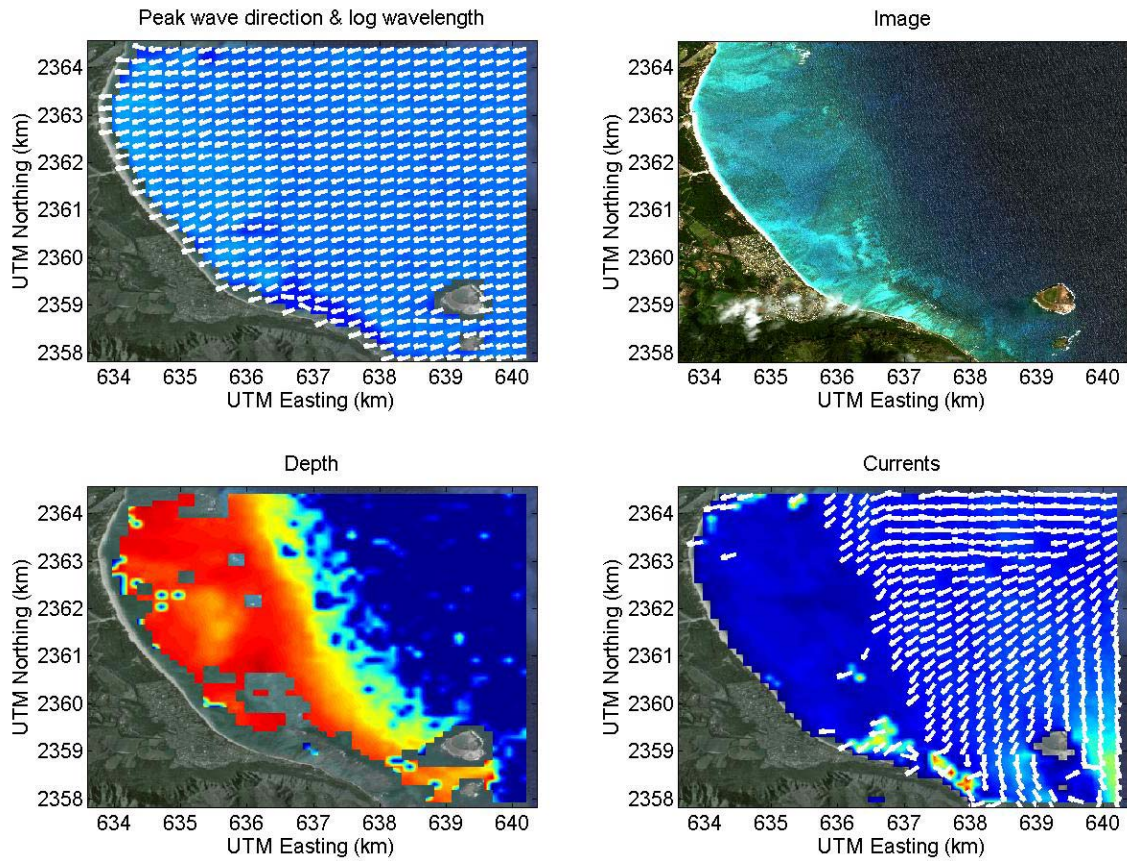 Peak wave direction & log wavelength
2364
2363
2362
2361
2360
2359
2358
UTM Northing (km)
634 635 636 637 638 639 640
UTM Easting (km)
Image
2364
2363
2362
2361
2360
2359
2358
UTM Northing (km)
634 635 636 637 638 639 640
UTM Easting (km)
Depth
2364
2363
2362
2361
2360
2359
2358
UTM Northing (km)
634 635 636 637 638 639 640
UTM Easting (km)
Currents
2364
2363
2362
2361
2360
2359
2358
UTM Northing (km)
634 635 636 637 638 639 640
UTM Easting (km)